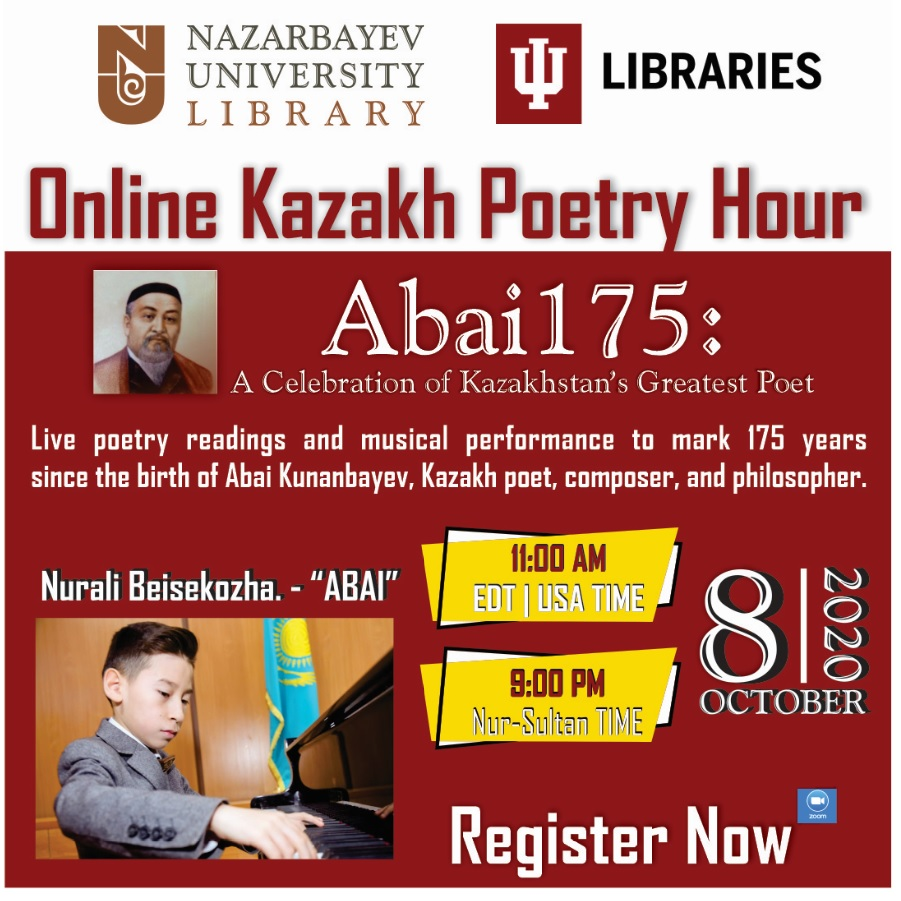 NAZARBAYEV
UNIVERSITY
LIBRARY
LIBRARIES
Online Kazakh Poetry Hour
Abai175:
A Celebration of Kazakhstan's Greatest Poet
Live poetry readings and musical performance to mark 175 years
since the birth of Abai Kunanbayev, Kazakh poet, composer, and philosopher.
Nurali Beisekozha. - “ABAI”
11:00 AM
EDT | USA TIME
9:00 PM
Nur-Sultan TIME
8 | 2020
OCTOBER
Register Now
zoom